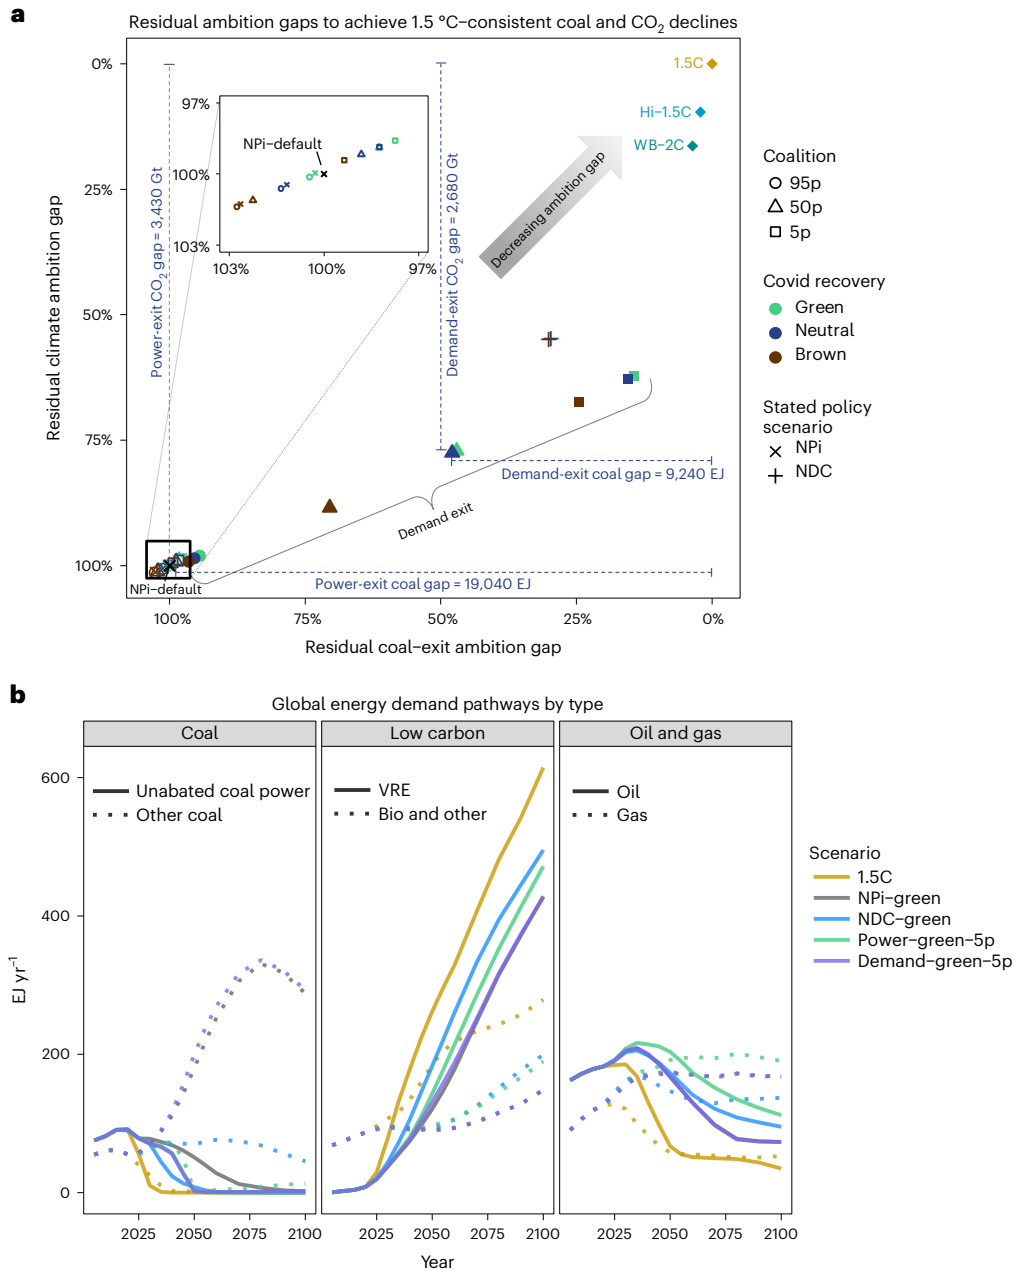 a
Residual ambition gaps to achieve 1.5 °C–consistent coal and CO2 declines
0%
25%
50%
75%
100%
Residual climate ambition gap
Power-exit CO2 gap = 3,430 Gt
97%
100%
103%
NPi–default
103%
100%
97%
Demand-exit CO2 gap = 2,680 Gt
Decreasing ambition gap
1.5C
Hi–1.5C
WB–2C
Demand-exit coal gap = 9,240 EJ
Demand exit
Power-exit coal gap = 19,040 EJ
NPi–default
100%
75%
50%
25%
0%
Residual coal–exit ambition gap
Coalition
95p
50p
5p
Covid recovery
Green
Neutral
Brown
Stated policy
scenario
NPi
NDC
b
Global energy demand pathways by type
Coal
Low carbon
Oil and gas
Unabated coal power
Other coal
VRE
Bio and other
Oil
Gas
600
400
200
0
EJ yr−1
2025
2050
2075
2100
2025
2050
2075
2100
2025
2050
2075
2100
Year
Scenario
1.5C
NPi–green
NDC–green
Power–green–5p
Demand–green–5p